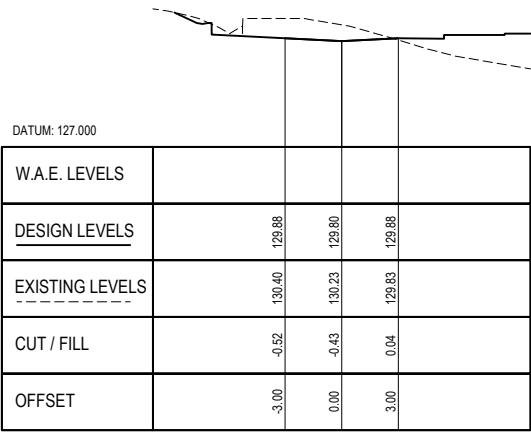 DATUM: 127.000
W.A.E. LEVELS
DESIGN LEVELS 129.88 129.80 129.88
EXISTING LEVELS 130.40 130.23 129.83
CUT / FILL -0.52 -0.43 0.04
OFFSET -3.00 0.00 3.00